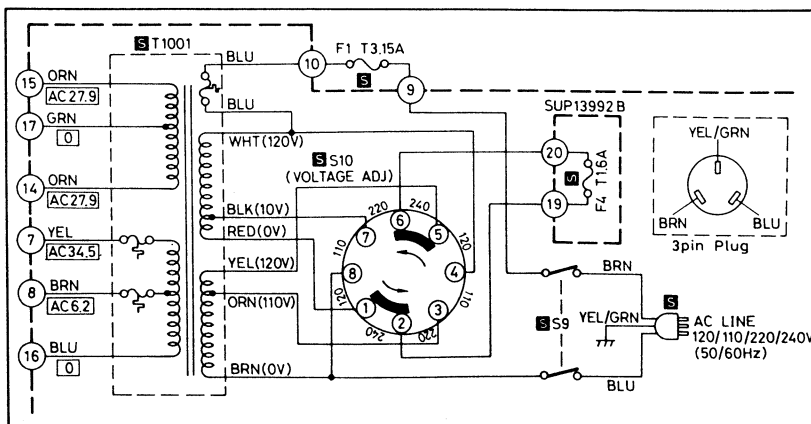 S T1001
BLU
10
F1 T3.15A
S
9
15
ORN
AC27.9
17
GRN
0
14
ORN
AC27.9
7
YEL
AC34.5
8
BRN
AC6.2
16
BLU
0
BLU
WHT(120V)
BLK(10V)
RED(0V)
YEL(120V)
ORN(110V)
BRN(0V)
S S10
(VOLTAGE ADJ)
220
240
120
110
220
240
120
110
6
5
4
3
2
1
8
7
SUP13992B
20
19
S
F4 T1.6A
YEL/GRN
BRN
BLU
3pin Plug
S S9
BRN
YEL/GRN
BLU
S
AC LINE
120/110/220/240V
(50/60Hz)